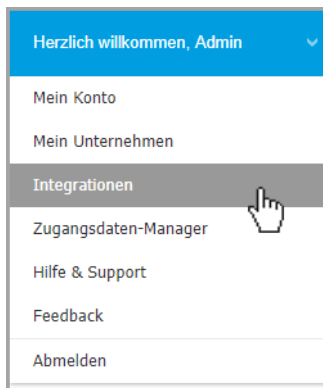 Herzlich willkommen, Admin
Mein Konto
Mein Unternehmen
Integrationen
Zugangsdaten-Manager
Hilfe & Support
Feedback
Abmelden